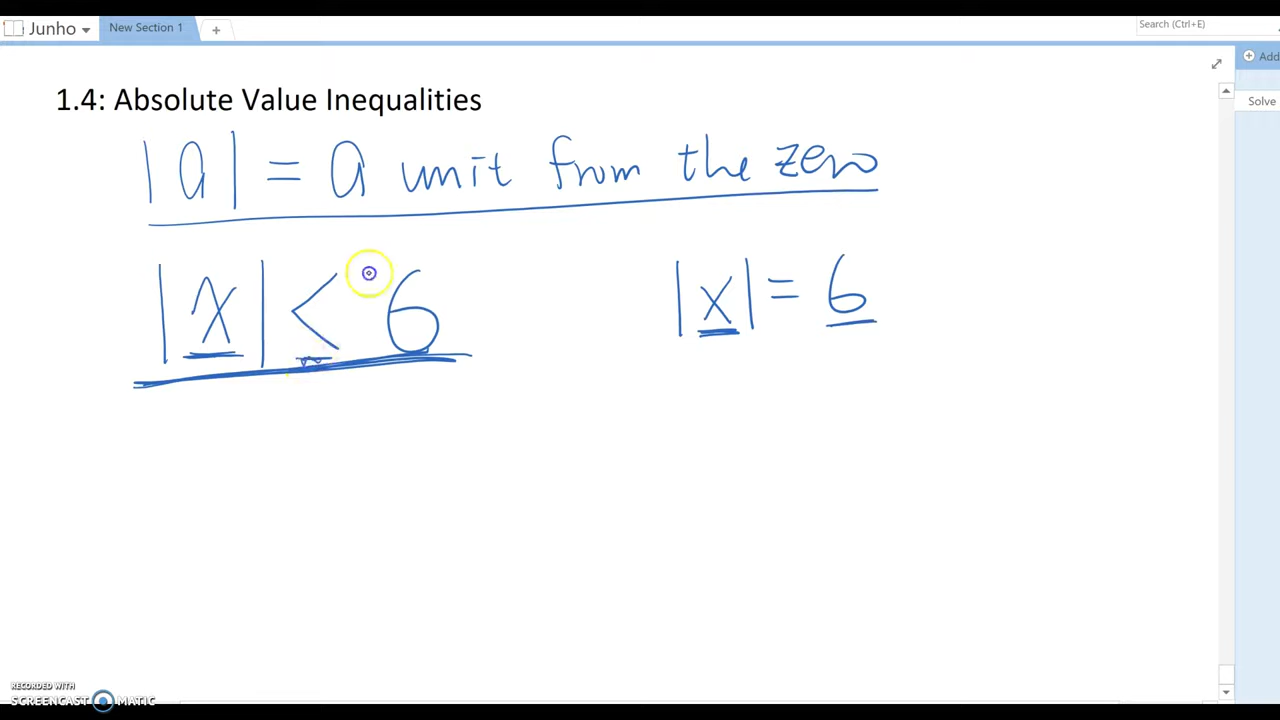 Junho
New Section 1
+
Search (Ctrl+E)
Add
Solve
1.4: Absolute Value Inequalities
|a| = a unit from the zero
|x| < 6
|x| = 6
RECORDED WITH
SCREENCAST MATIC